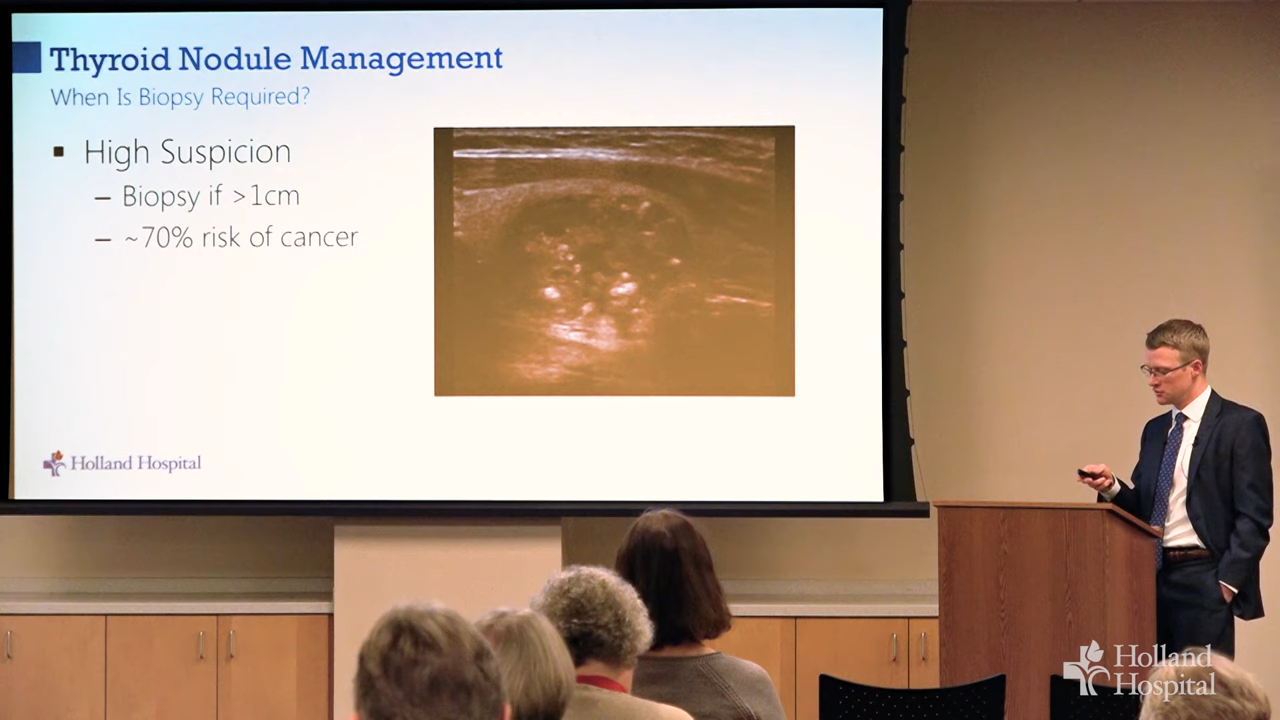 Thyroid Nodule Management
When Is Biopsy Required?
▪ High Suspicion
– Biopsy if >1cm
– ~70% risk of cancer
Holland Hospital
Holland
Hospital